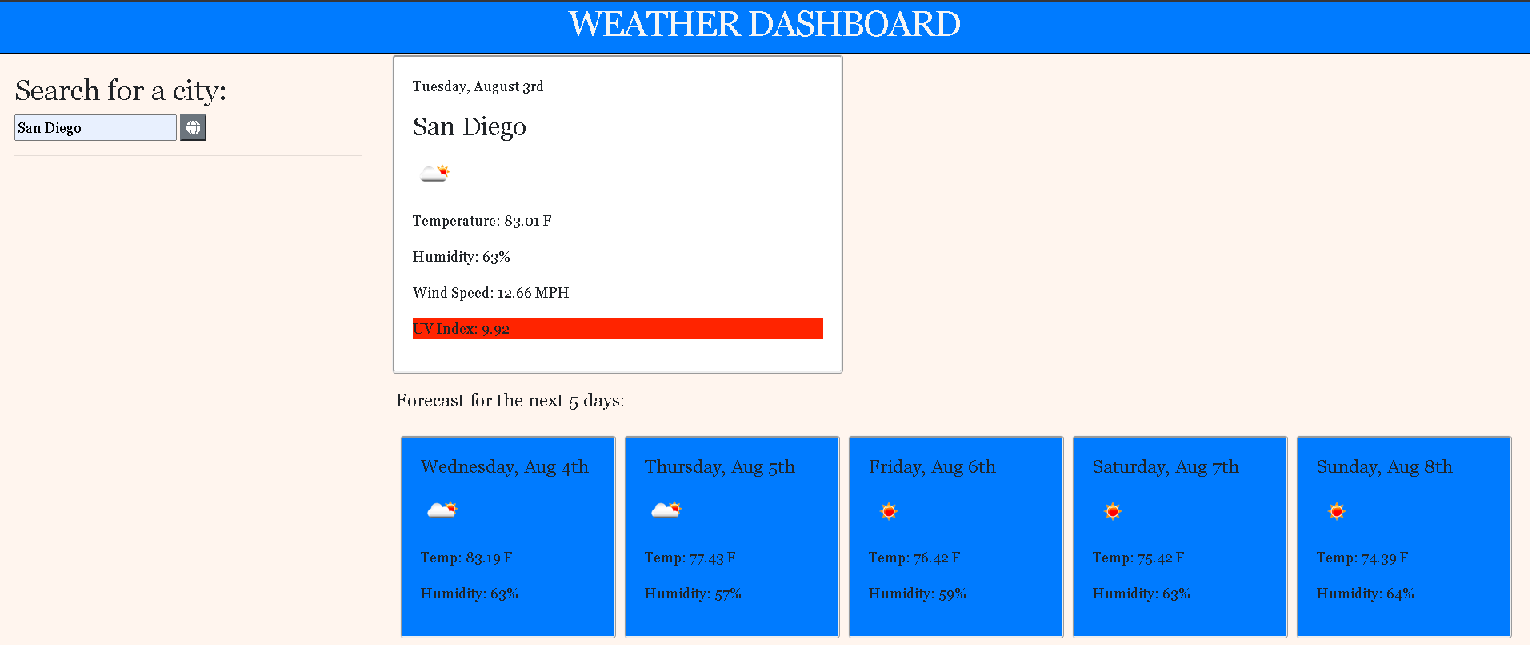 WEATHER DASHBOARD
Search for a city:
San Diego
Tuesday, August 3rd
San Diego
Temperature: 83.01 F
Humidity: 63%
Wind Speed: 12.66 MPH
UV Index: 9.92
Forecast for the next 5 days:
Wednesday, Aug 4th
Temp: 83.19 F
Humidity: 63%
Thursday, Aug 5th
Temp: 77.43 F
Humidity: 57%
Friday, Aug 6th
Temp: 76.42 F
Humidity: 59%
Saturday, Aug 7th
Temp: 75.42 F
Humidity: 63%
Sunday, Aug 8th
Temp: 74.39 F
Humidity: 64%